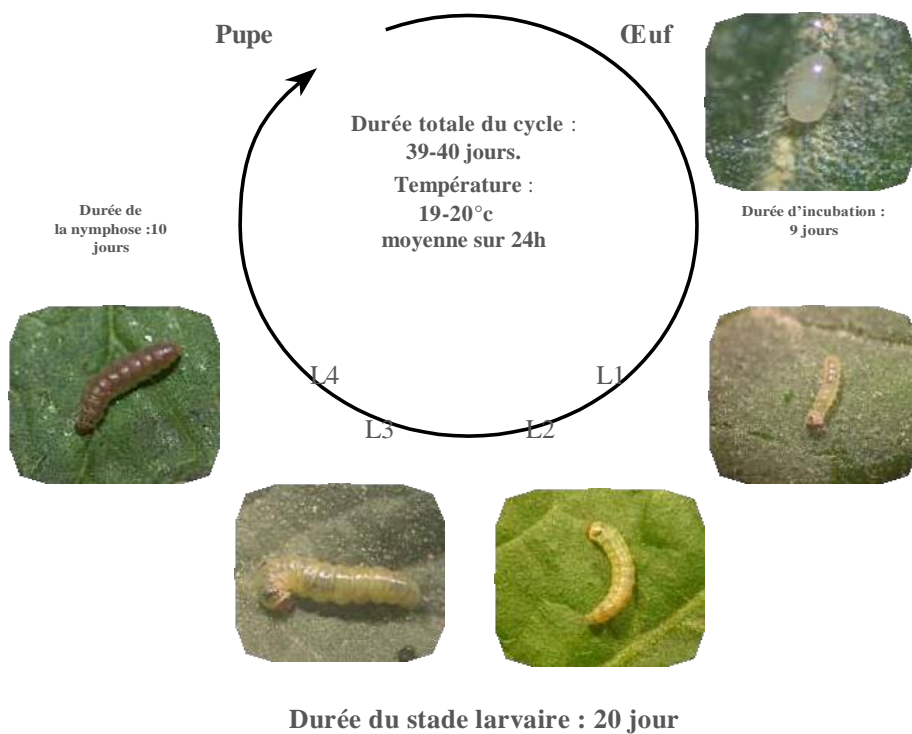 Pupe
Œuf
Durée totale du cycle :
39-40 jours.
Température :
19-20°c
moyenne sur 24h
Durée de
la nymphose :10
jours
Durée d’incubation :
9 jours
L4
L1
L3
L2
Durée du stade larvaire : 20 jour